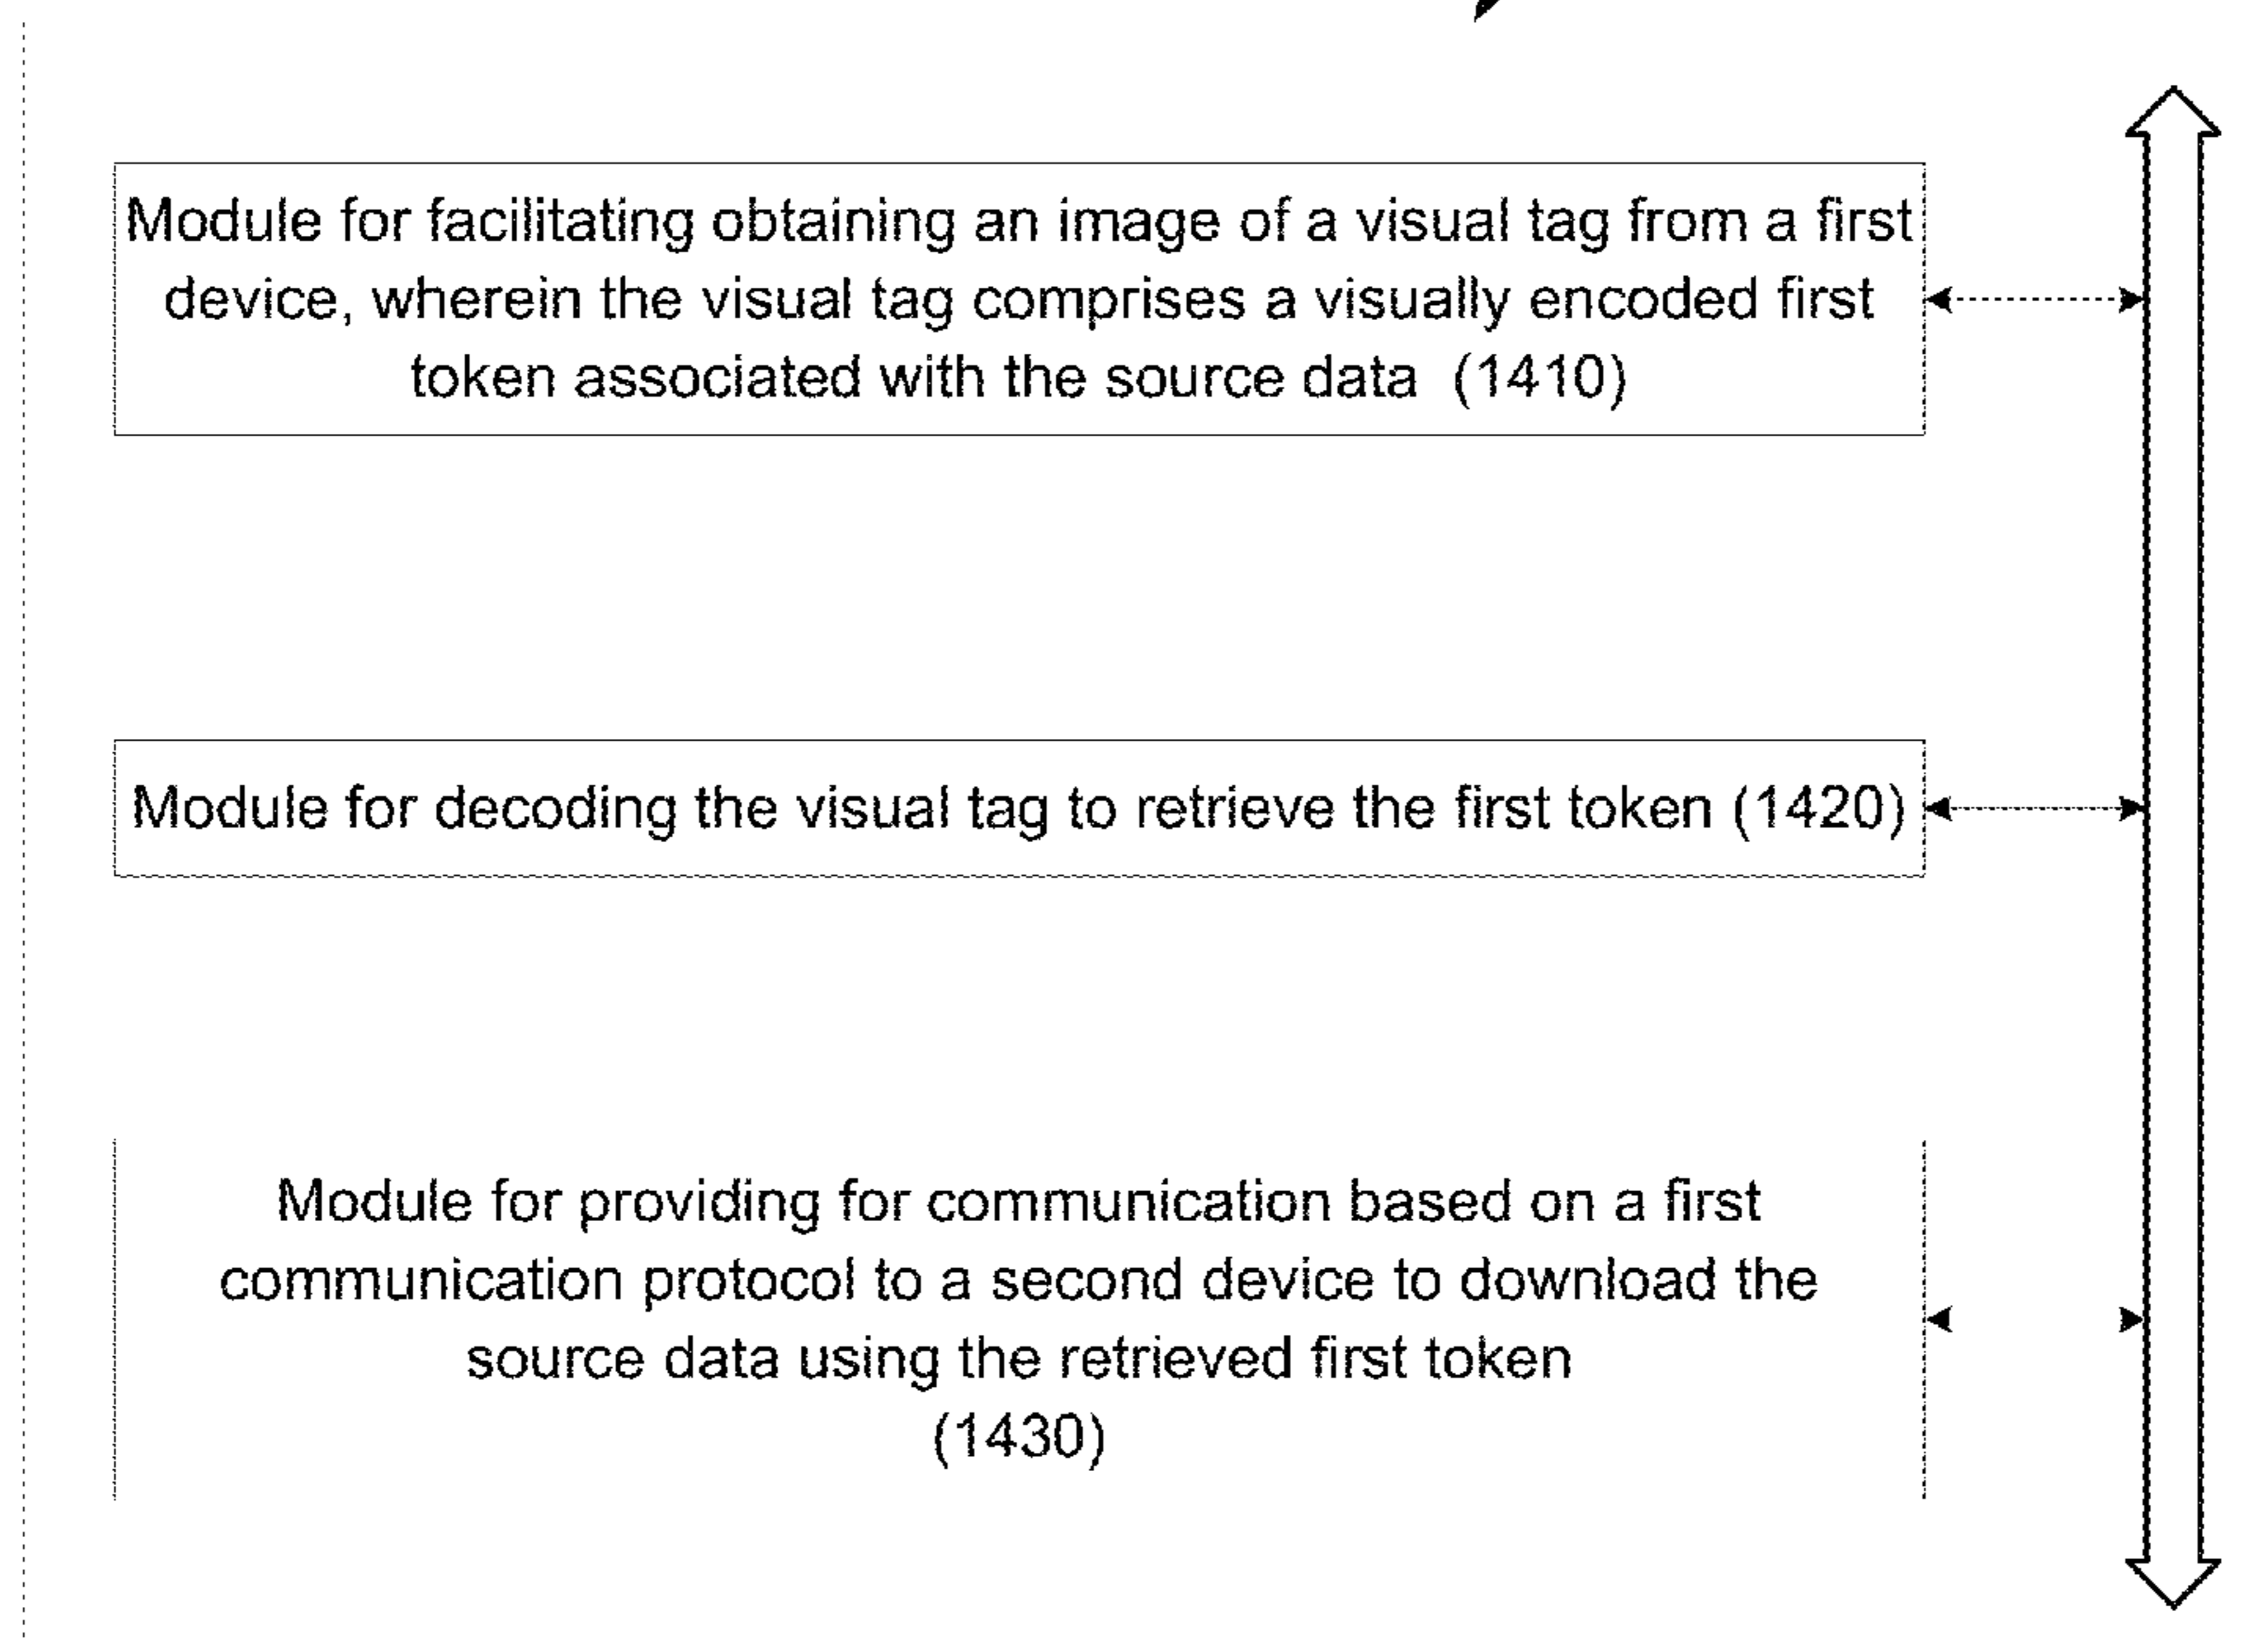 Module for facilitating obtaining an image of a visual tag from a first
device, wherein the visual tag comprises a visually encoded first
token associated with the source data (1410)
Module for decoding the visual tag to retrieve the first token (1420)
Module for providing for communication based on a first
communication protocol to a second device to download the
source data using the retrieved first token
(1430)